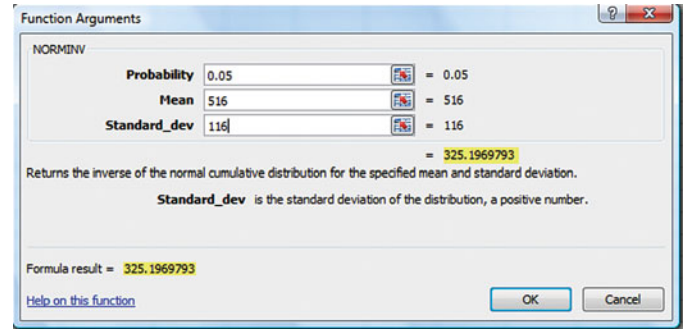 Function Arguments
NORMINV
Probability 0.05 = 0.05
Mean 516 = 516
Standard_dev 116 = 116
= 325.1969793
Returns the inverse of the normal cumulative distribution for the specified mean and standard deviation.
Standard_dev is the standard deviation of the distribution, a positive number.
Formula result = 325.1969793
Help on this function
OK Cancel